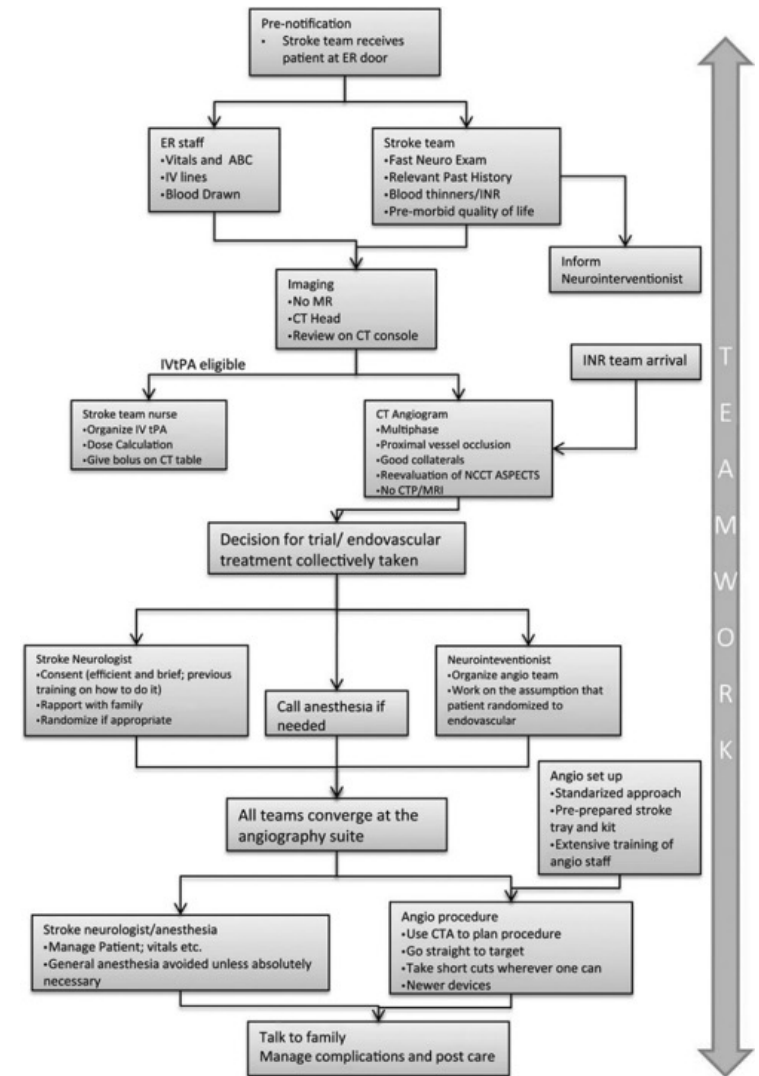 Pre-notification
• Stroke team receives
patient at ER door
ER staff
•Vitals and ABC
•IV lines
•Blood Drawn
Stroke team
•Fast Neuro Exam
•Relevant Past History
•Blood thinners/INR
•Pre-morbid quality of life
Inform
Neurointerventionist
Imaging
•No MR
•CT Head
•Review on CT console
IVtPA eligible
INR team arrival
Stroke team nurse
•Organize IV tPA
•Dose Calculation
•Give bolus on CT table
CT Angiogram
•Multiphase
•Proximal vessel occlusion
•Good collaterals
•Reevaluation of NCCT ASPECTS
•No CTP/MRI
Decision for trial/ endovascular
treatment collectively taken
Stroke Neurologist
•Consent (efficient and brief; previous
training on how to do it)
•Rapport with family
•Randomize if appropriate
Call anesthesia if
needed
Neurointeventionist
•Organize angio team
•Work on the assumption that
patient randomized to
endovascular
Angio set up
•Standarized approach
•Pre-prepared stroke
tray and kit
•Extensive training of
angio staff
All teams converge at the
angiography suite
Stroke neurologist/anesthesia
•Manage Patient; vitals etc.
•General anesthesia avoided unless absolutely
necessary
Angio procedure
•Use CTA to plan procedure
•Go straight to target
•Take short cuts wherever one can
•Newer devices
Talk to family
Manage complications and post care
T
E
A
M
W
O
R
K